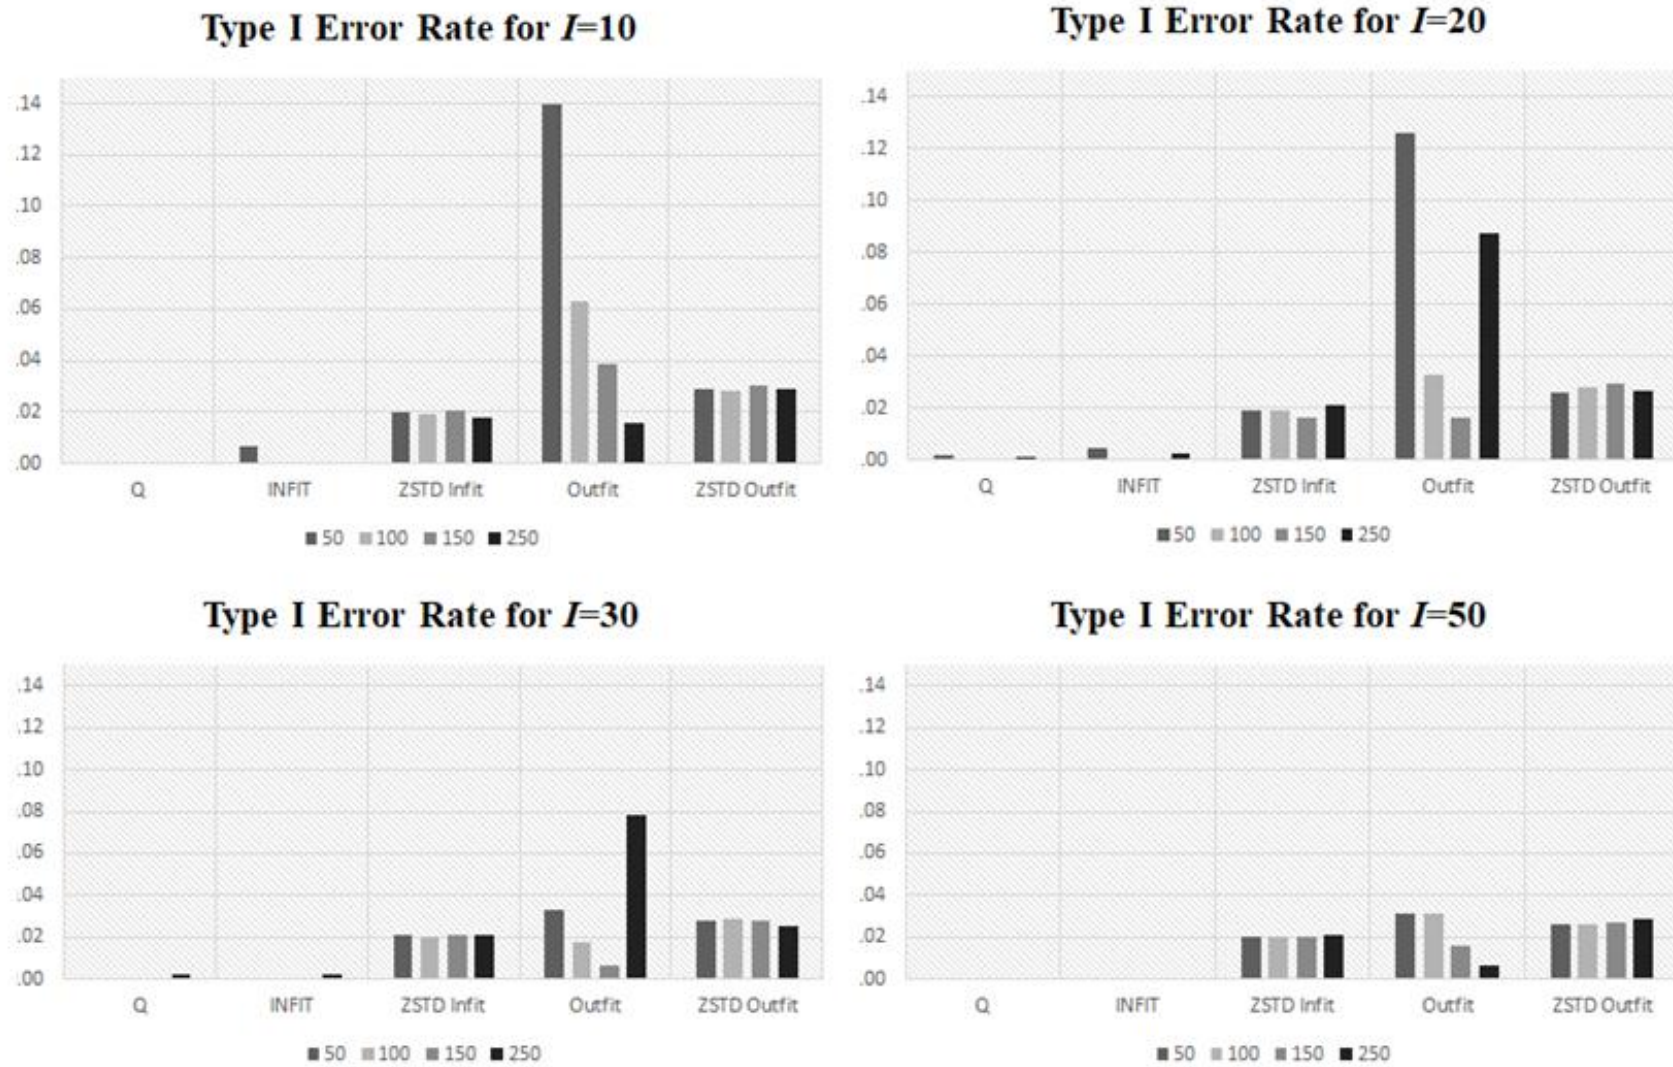 Type I Error Rate for I=10
.14
.12
.10
.08
.06
.04
.02
.00
Q INFIT ZSTD Infit Outfit ZSTD Outfit
50 100 150 250
Type I Error Rate for I=20
.14
.12
.10
.08
.06
.04
.02
.00
Q INFIT ZSTD Infit Outfit ZSTD Outfit
50 100 150 250
Type I Error Rate for I=30
.14
.12
.10
.08
.06
.04
.02
.00
Q INFIT ZSTD Infit Outfit ZSTD Outfit
50 100 150 250
Type I Error Rate for I=50
.14
.12
.10
.08
.06
.04
.02
.00
Q INFIT ZSTD Infit Outfit ZSTD Outfit
50 100 150 250